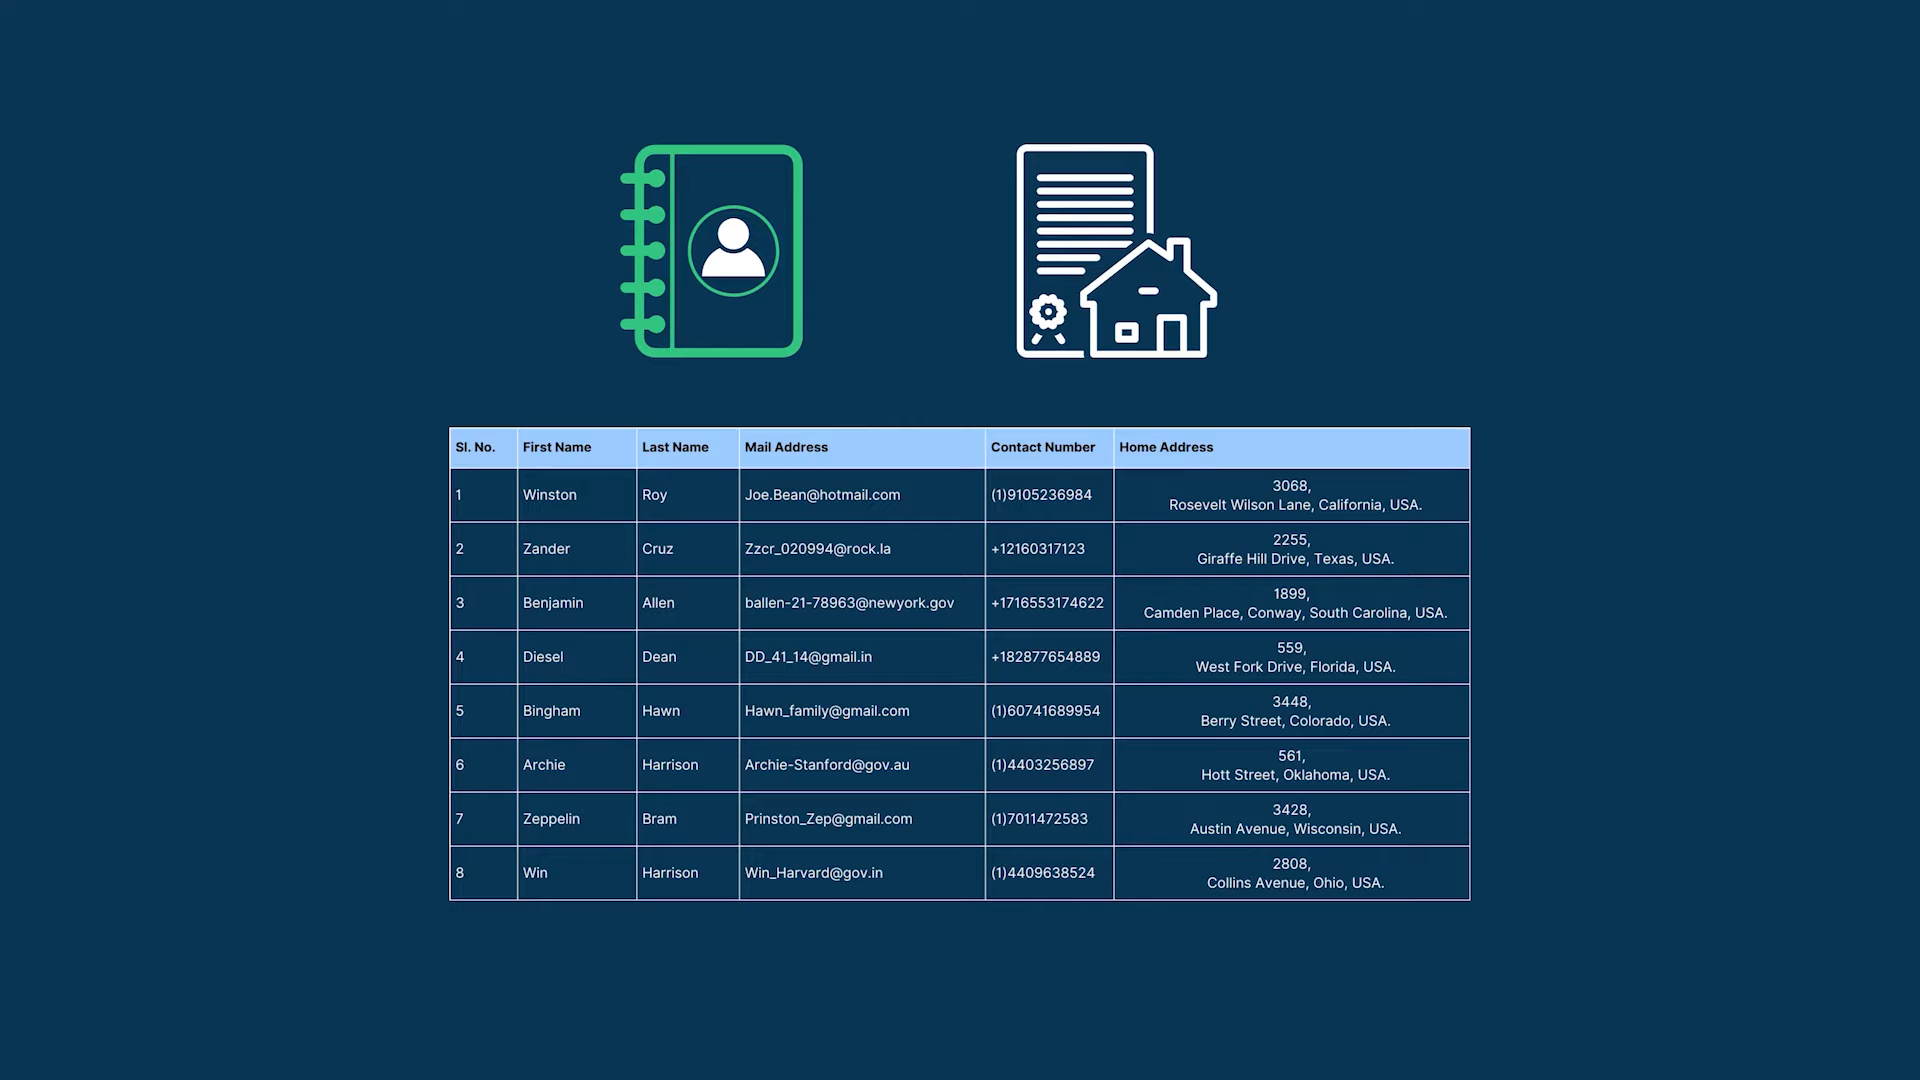 Sl. No. First Name Last Name Mail Address Contact Number Home Address
1 Winston Roy Joe.Bean@hotmail.com (1)9105236984 3068,
Rosevelt Wilson Lane, California, USA.
2 Zander Cruz Zzcr_020994@rock.la +12160317123 2255,
Giraffe Hill Drive, Texas, USA.
3 Benjamin Allen ballen-21-78963@newyork.gov +1716553174622 1899,
Camden Place, Conway, South Carolina, USA.
4 Diesel Dean DD_41_14@gmail.in +182877654889 559,
West Fork Drive, Florida, USA.
5 Bingham Hawn Hawn_family@gmail.com (1)60741689954 3448,
Berry Street, Colorado, USA.
6 Archie Harrison Archie-Stanford@gov.au (1)4403256897 561,
Hott Street, Oklahoma, USA.
7 Zeppelin Bram Prinston_Zep@gmail.com (1)7011472583 3428,
Austin Avenue, Wisconsin, USA.
8 Win Harrison Win_Harvard@gov.in (1)4409638524 2808,
Collins Avenue, Ohio, USA.